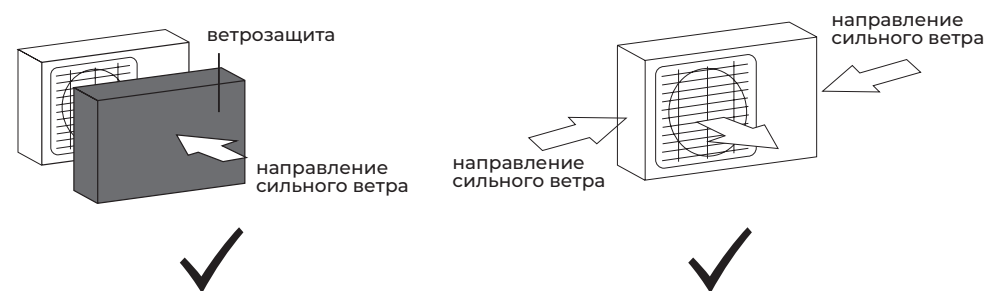 ветрозащита
направление
сильного ветра
направление
сильного ветра
направление
сильного ветра